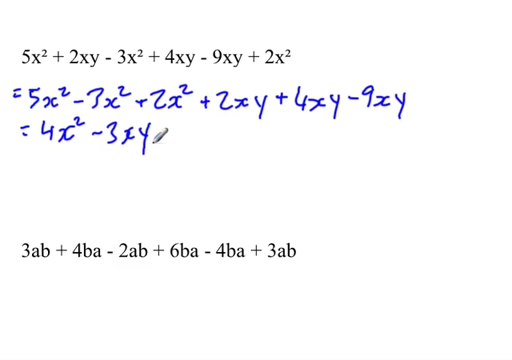 5x² + 2xy - 3x² + 4xy - 9xy + 2x²
= 5x² - 3x² + 2x² + 2xy + 4xy - 9xy
= 4x² - 3xy
3ab + 4ba - 2ab + 6ba - 4ba + 3ab